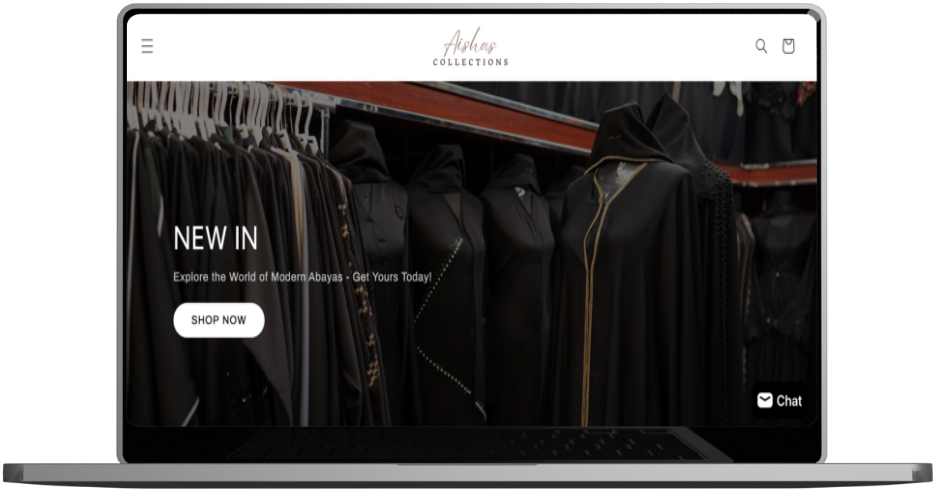 Aishas
COLLECTIONS
NEW IN
Explore the World of Modern Abayas - Get Yours Today!
SHOP NOW
Chat